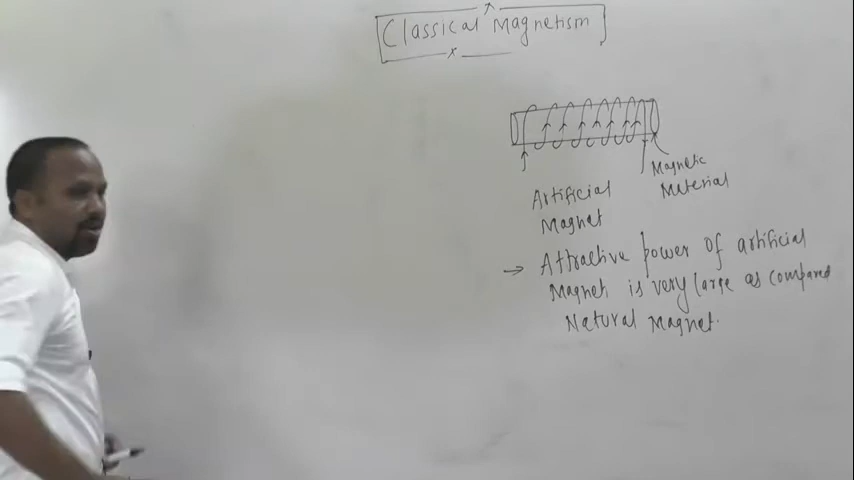 Classical Magnetism
Magnetic
Material
Artificial
Magnet
→ Attractive power of artificial
Magnet is very large as compared
Natural Magnet.